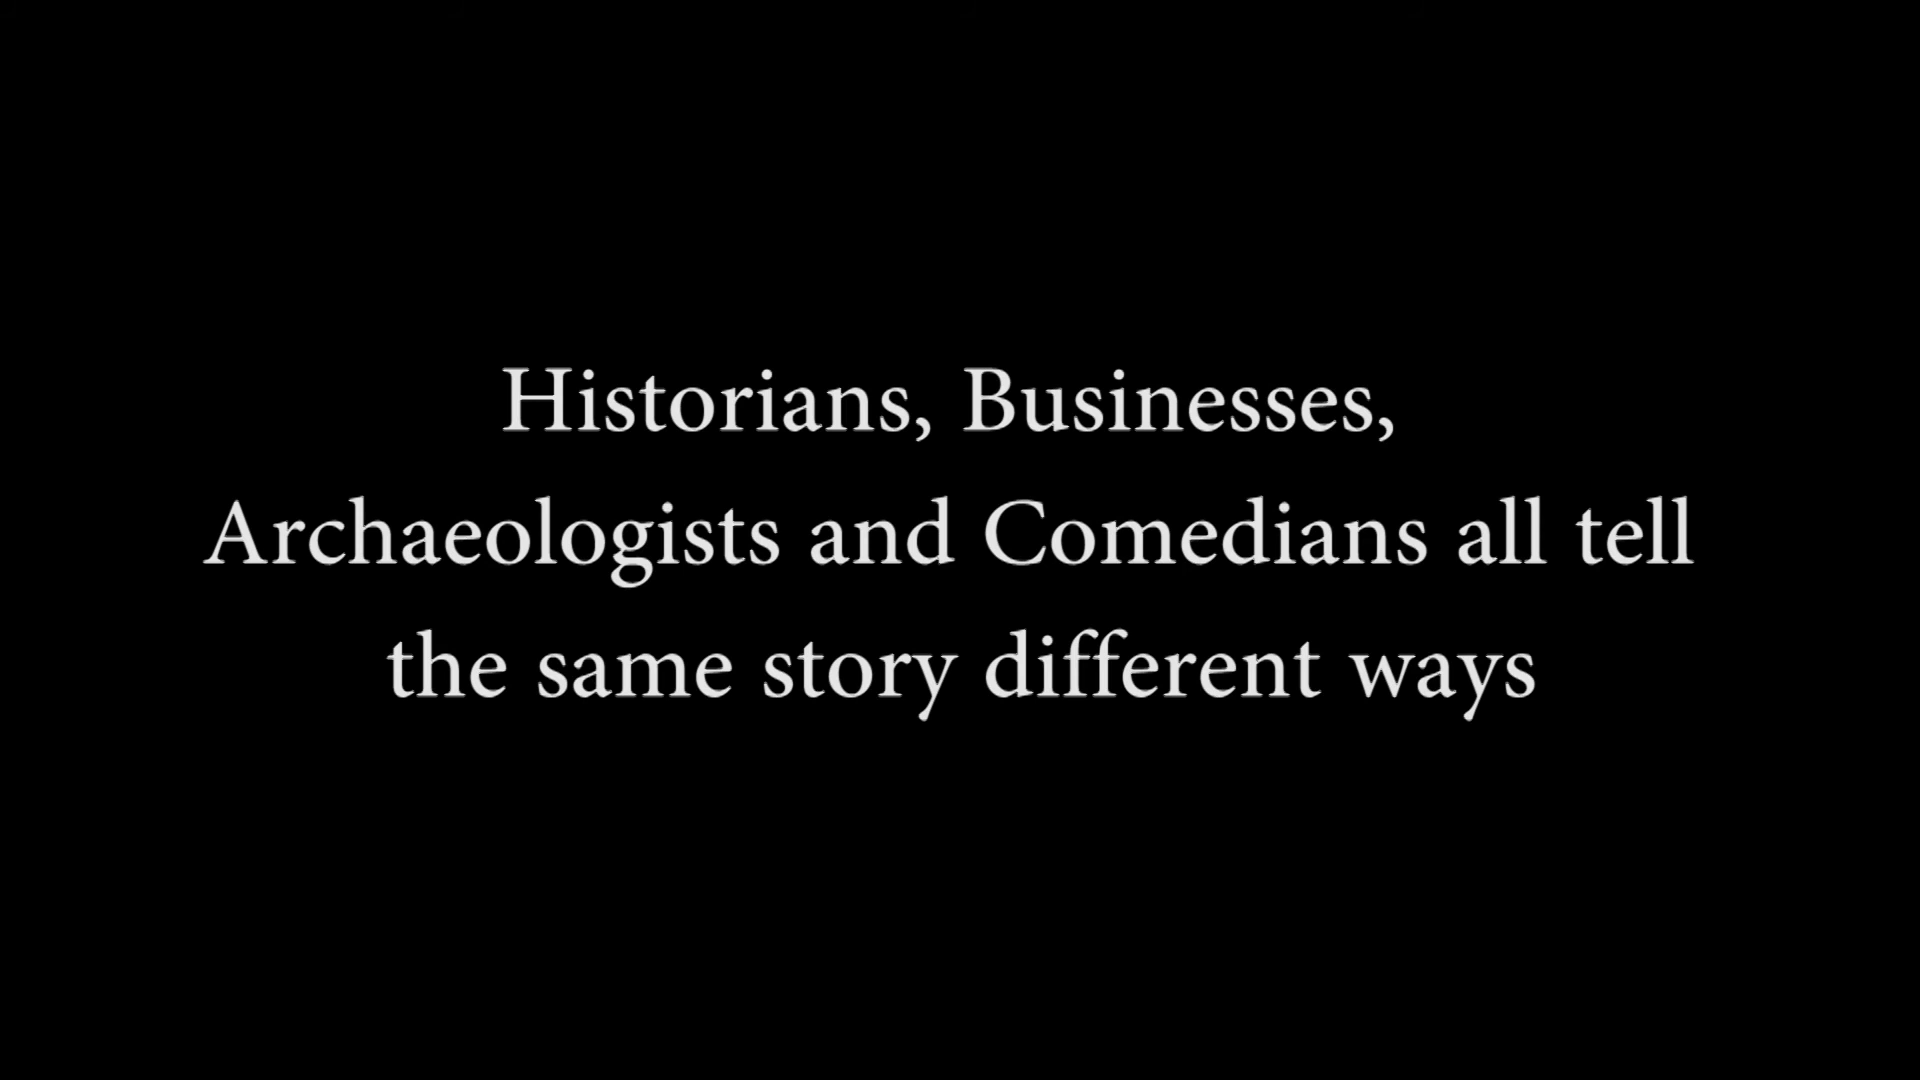 Historians, Businesses,
Archaeologists and Comedians all tell
the same story different ways